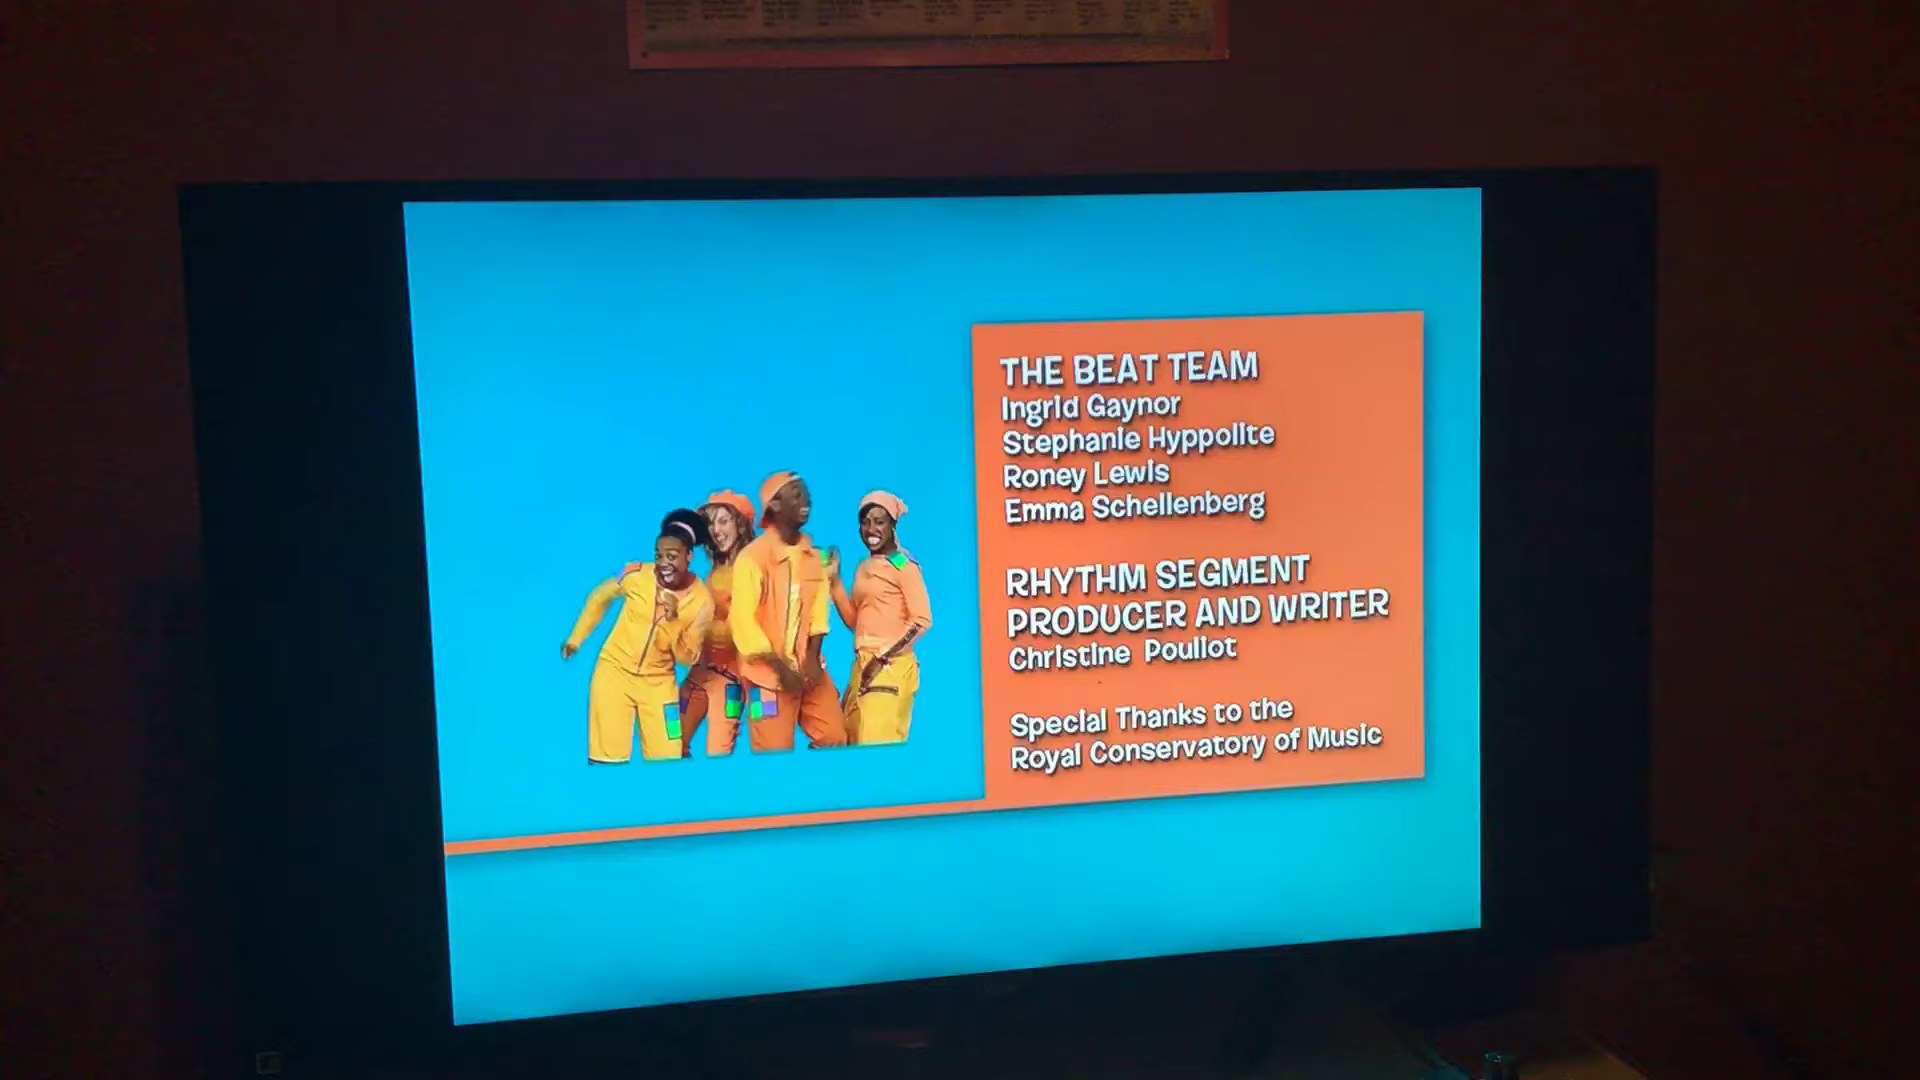 THE BEAT TEAM
Ingrid Gaynor
Stephanie Hyppolite
Roney Lewis
Emma Schellenberg
RHYTHM SEGMENT
PRODUCER AND WRITER
Christine Pouliot
Special Thanks to the
Royal Conservatory of Music